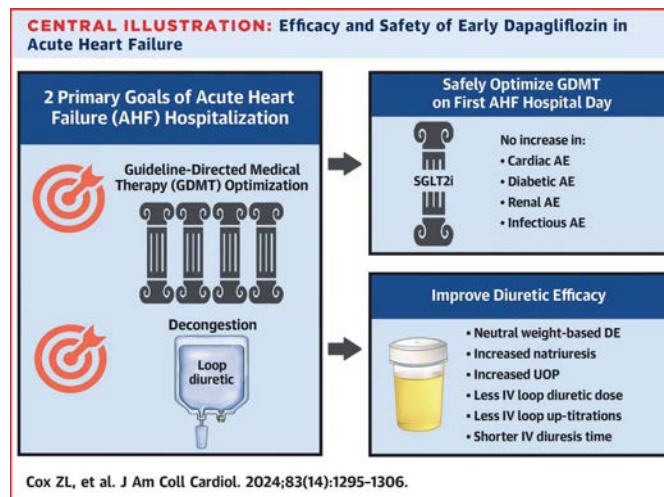 CENTRAL ILLUSTRATION: Efficacy and Safety of Early Dapagliflozin in
Acute Heart Failure
2 Primary Goals of Acute Heart
Failure (AHF) Hospitalization
Guideline-Directed Medical
Therapy (GDMT) Optimization
Decongestion
Loop
diuretic
Safely Optimize GDMT
on First AHF Hospital Day
SGLT2i
No increase in:
• Cardiac AE
• Diabetic AE
• Renal AE
• Infectious AE
Improve Diuretic Efficacy
• Neutral weight-based DE
• Increased natriuresis
• Increased UOP
• Less IV loop diuretic dose
• Less IV loop up-titrations
• Shorter IV diuresis time
Cox ZL, et al. J Am Coll Cardiol. 2024;83(14):1295–1306.